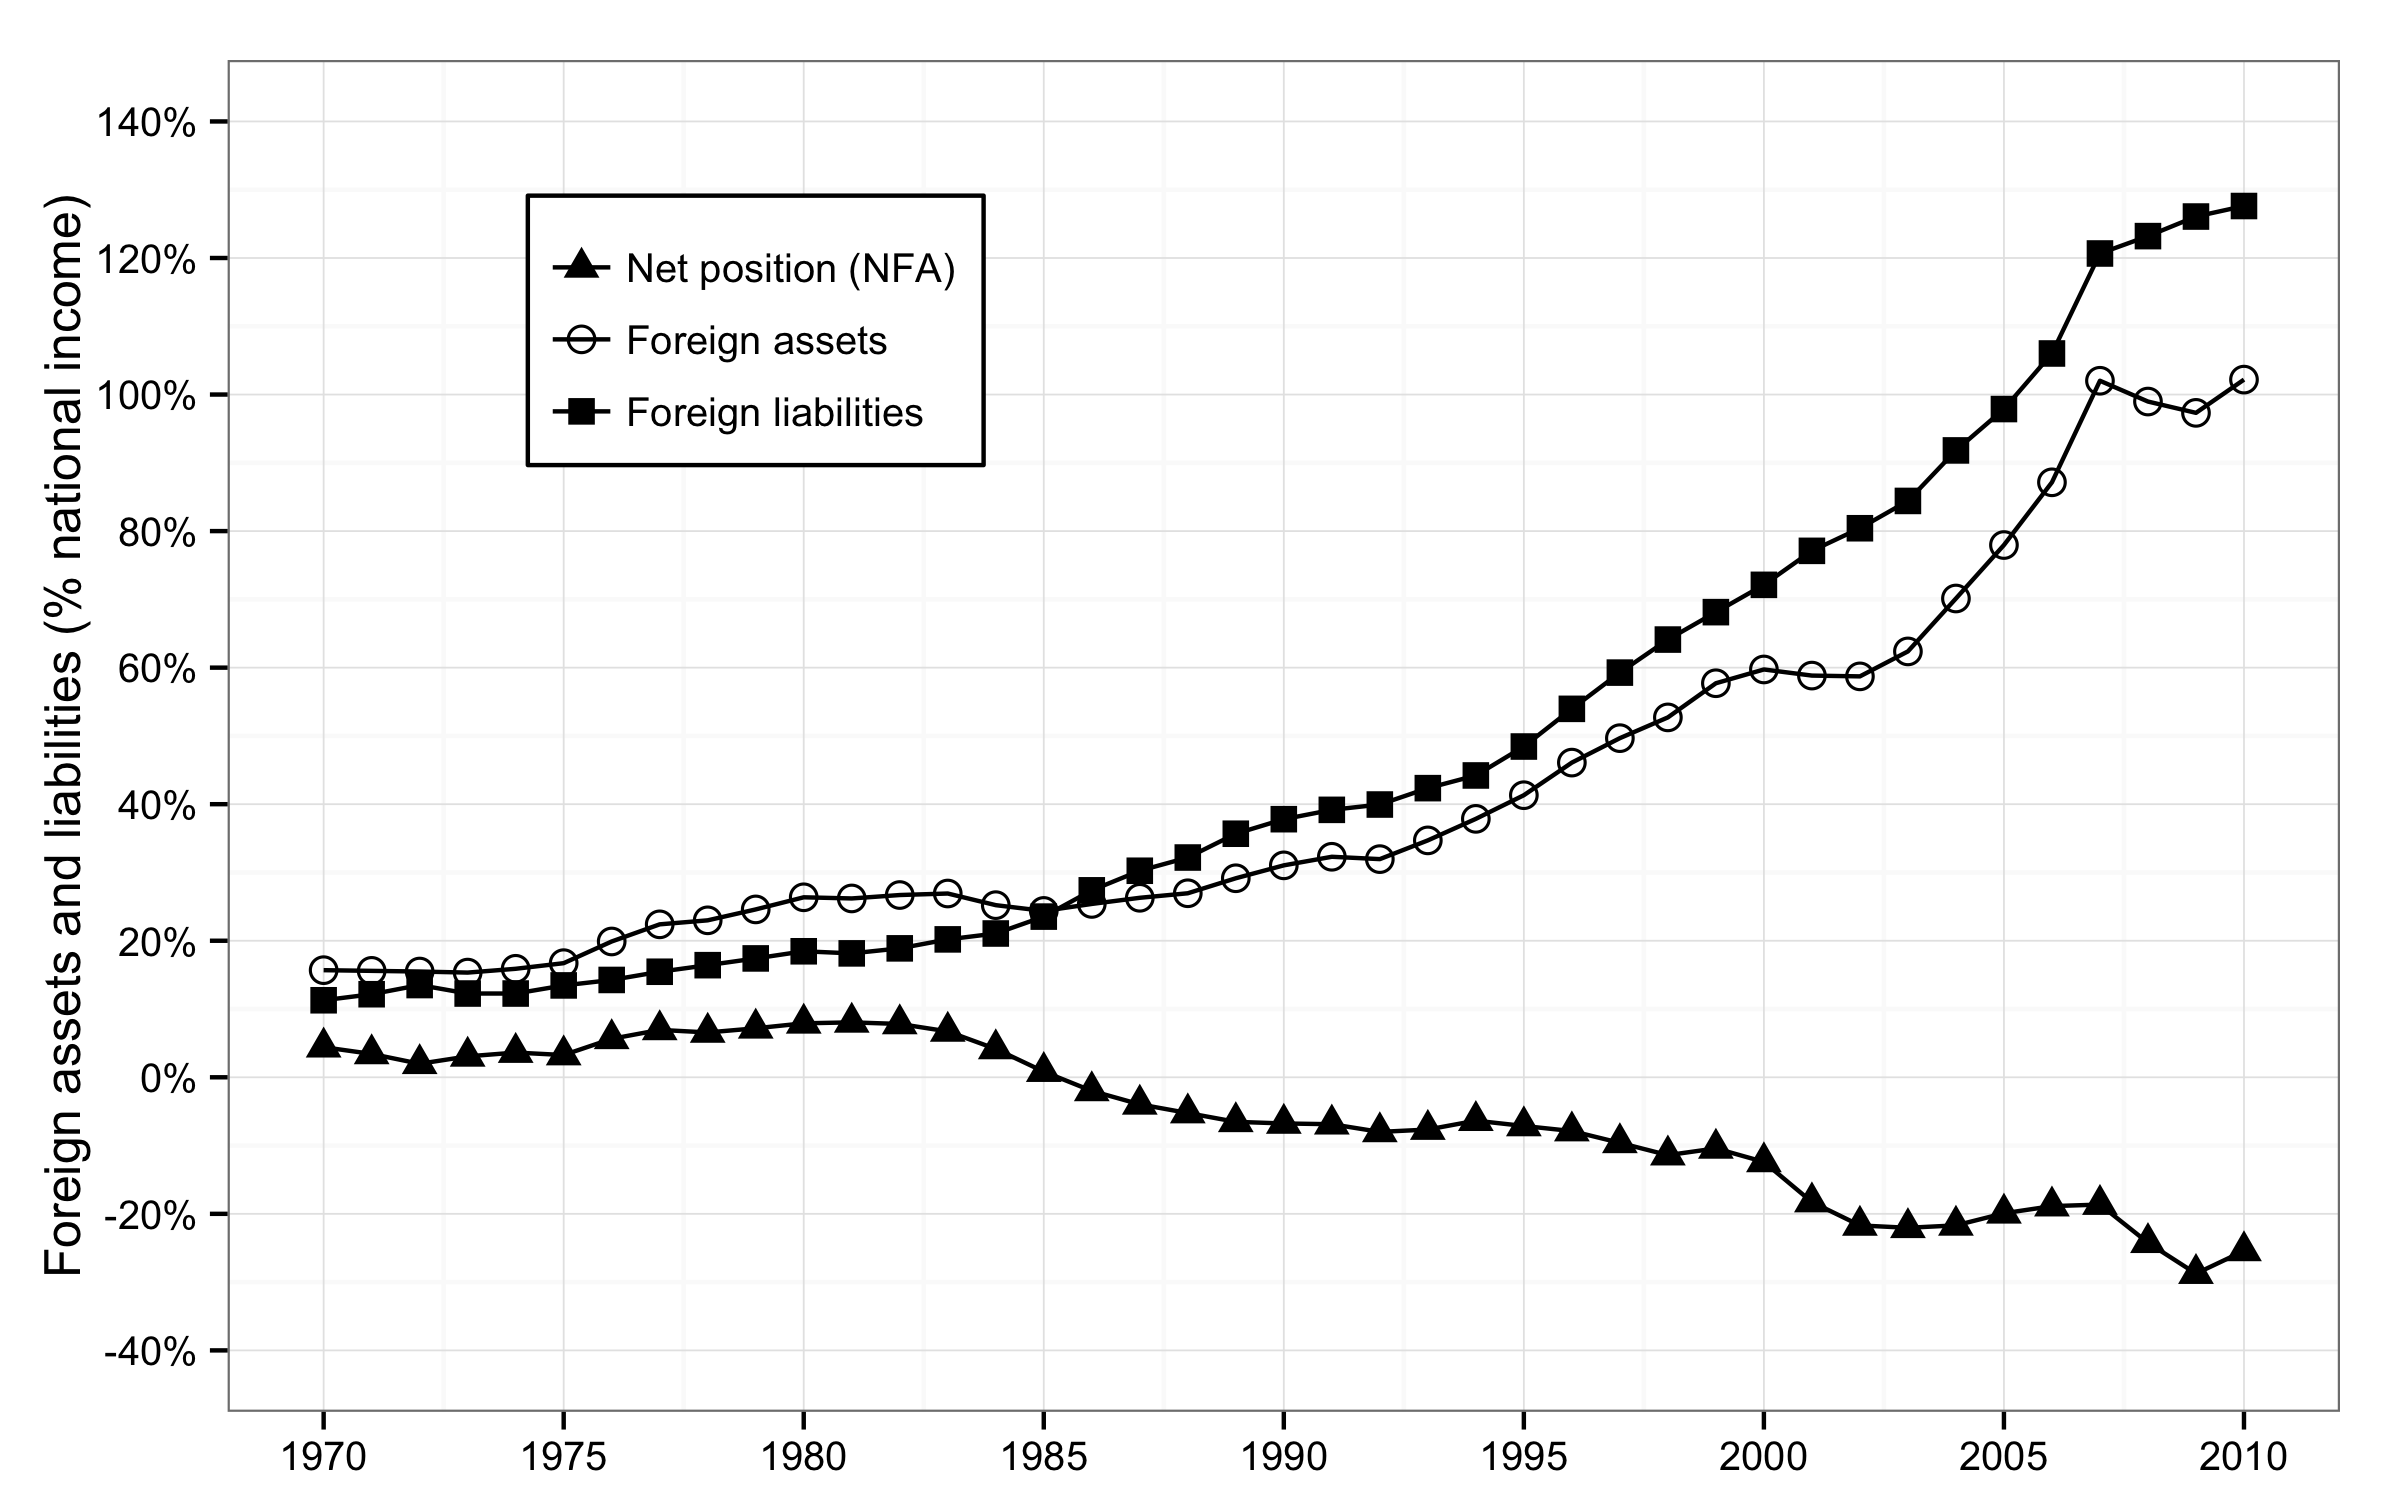 Foreign assets and liabilities (% national income)
140%
120%
100%
80%
60%
40%
20%
0%
-20%
-40%
Net position (NFA)
Foreign assets
Foreign liabilities
1970 1975 1980 1985 1990 1995 2000 2005 2010